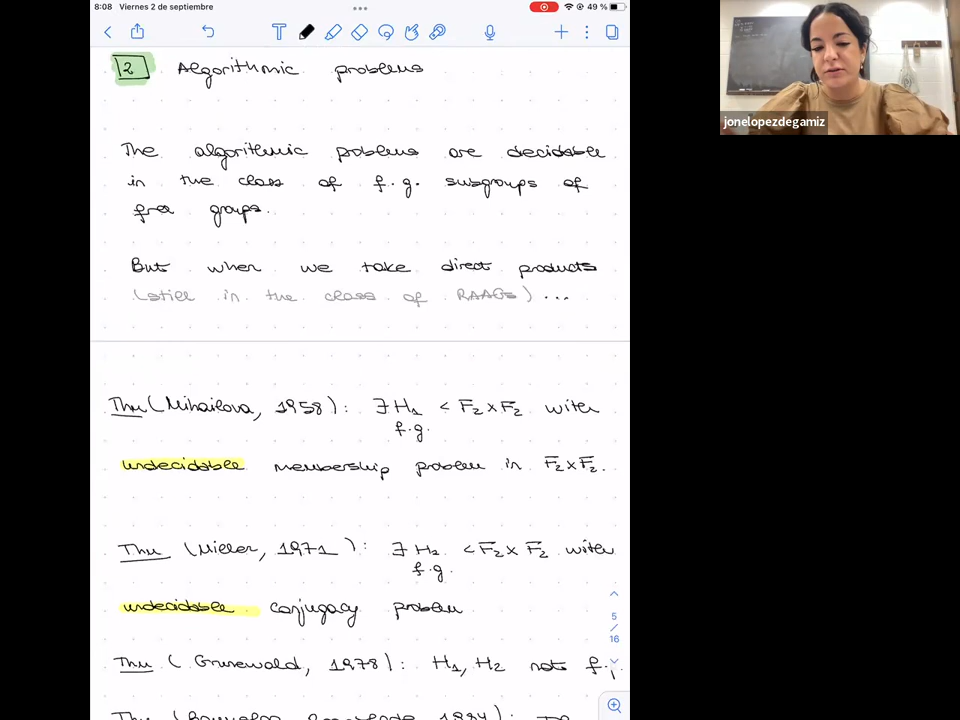 8:08 Viernes 2 de septiembre
49 %
jonelopezdegamiz
2 Algorithmic problems
The algorithmic problems are decidable
in the class of f.g. subgroups of
free groups.
But when we take direct products
(still in the class of RAAGs) ...
Thm (Mihailova, 1958): ∃ H₁ < F₂ x F₂ with
f.g.
undecidable membership problem in F₂ x F₂.
Thm (Miller, 1971): ∃ H₂ < F₂ x F₂ with
f.g.
undecidable conjugacy problem
5
/
16
Thm (Grunewald, 1978): H₁, H₂ not f.
Thm